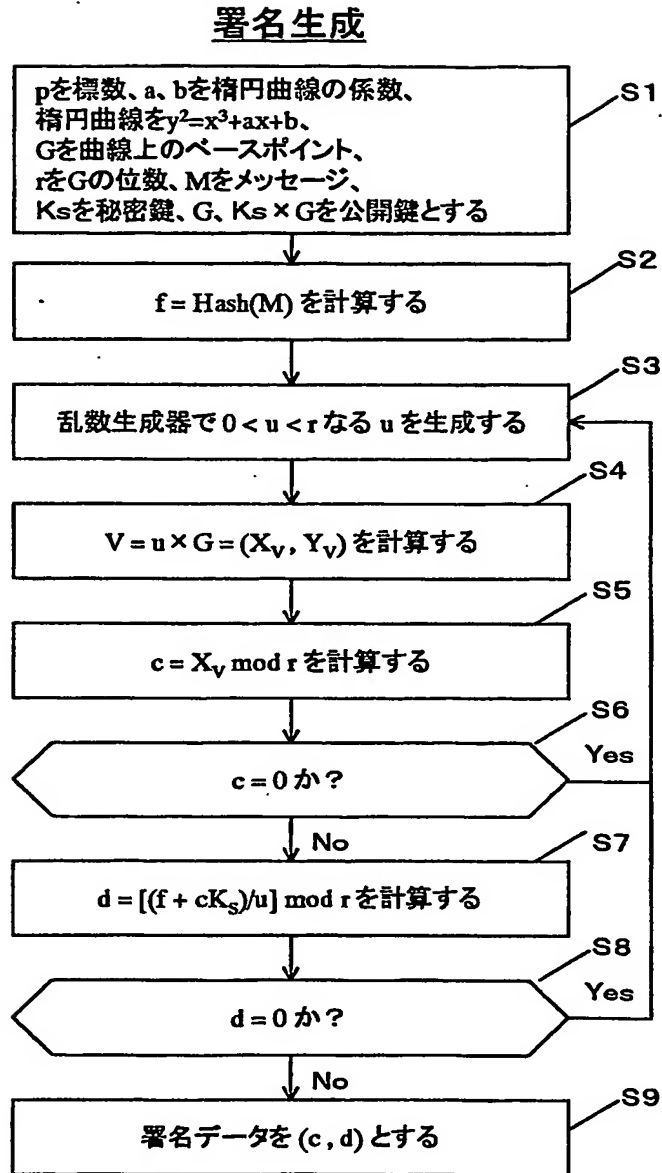 署名生成
pを標数、a、bを楕円曲線の係数、
楕円曲線をy²=x³+ax+b、
Gを曲線上のベースポイント、
rをGの位数、Mをメッセージ、
Ksを秘密鍵、G、Ks×Gを公開鍵とする
S1
f = Hash(M) を計算する
S2
乱数生成器で 0 < u < r なる u を生成する
S3
V = u × G = (X_V , Y_V) を計算する
S4
c = X_V mod r を計算する
S5
c = 0 か?
S6
Yes
No
d = [(f + cK_S)/u] mod r を計算する
S7
d = 0 か?
S8
Yes
No
署名データを (c , d) とする
S9